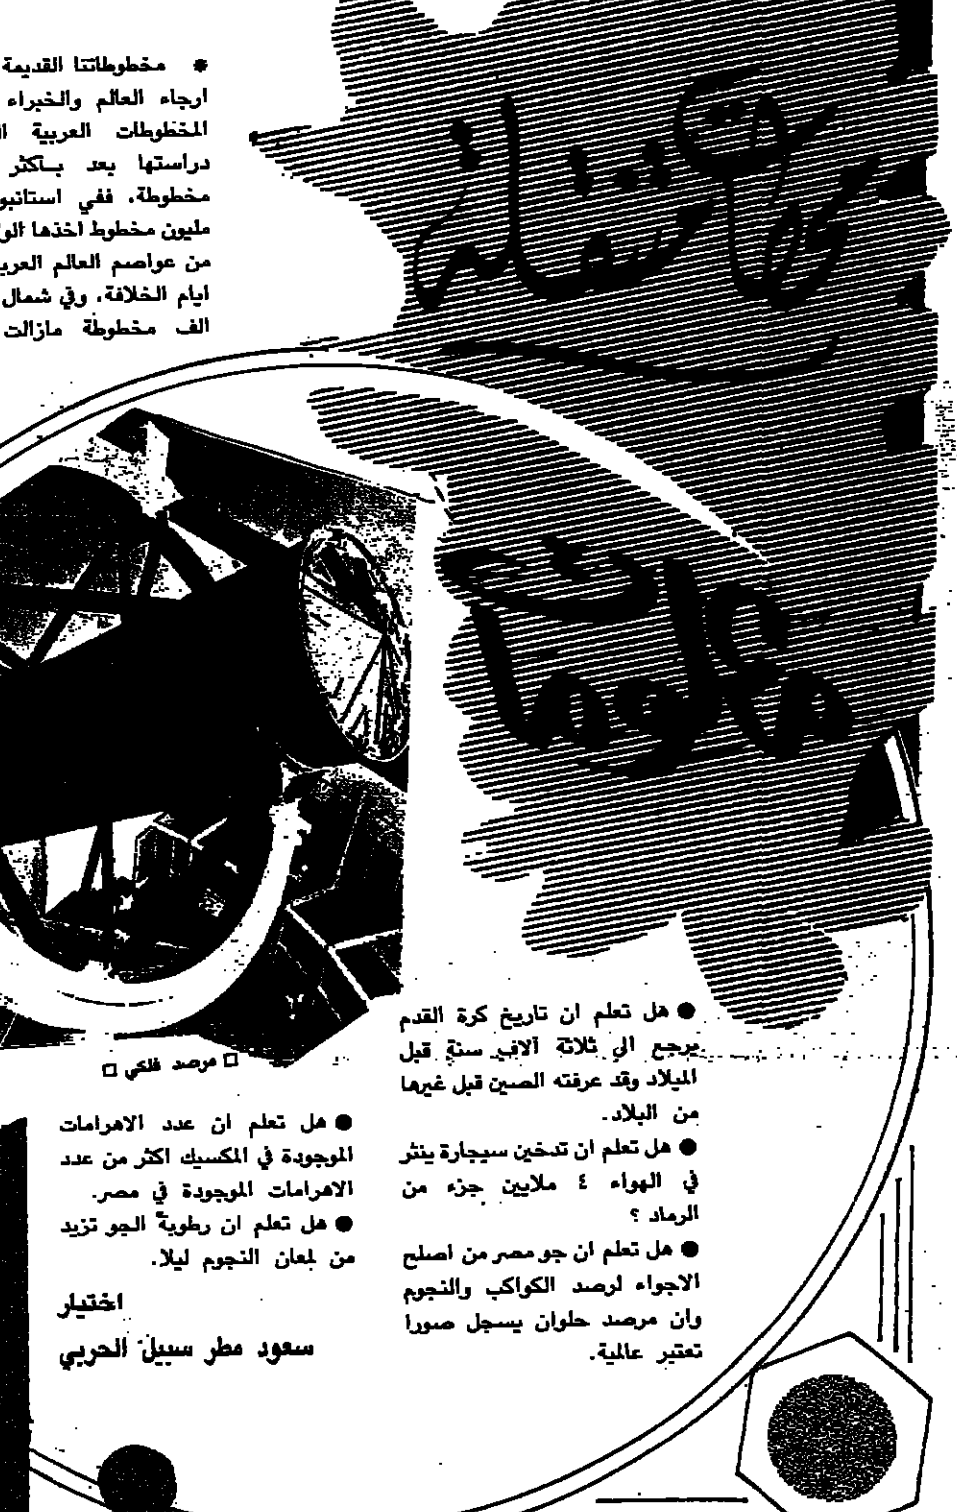 معلومات
✱ مخطوطاتنا القديمة
ارجاء العالم والخبراء
المخطوطات العربية
دراستها بعد بـاكثر
مخطوطة، ففي
مليون مخطوط اخذها
من عواصم العالم
ايام الخلافة، وفي شمال
الف مخطوطة مازالت
□ مرصد فلكي □
● هل تعلم ان تاريخ كرة القدم
يرجع الى ثلاثة آلاف سنة قبل
الميلاد وقد عرفته الصين قبل غيرها
من البلاد.
● هل تعلم ان تدخين سيجارة ينثر
في الهواء ٤ ملايين جزء من
الرماد ؟
● هل تعلم ان جو مصر من اصلح
الاجواء لرصد الكواكب والنجوم
وان مرصد حلوان يسجل صورا
تعتبر عالمية.
● هل تعلم ان عدد الاهرامات
الموجودة في المكسيك اكثر من عدد
الاهرامات الموجودة في مصر.
● هل تعلم ان رطوبة الجو تزيد
من لمعان النجوم ليلا.
اختيار
سعود مطر سبيل الحربي